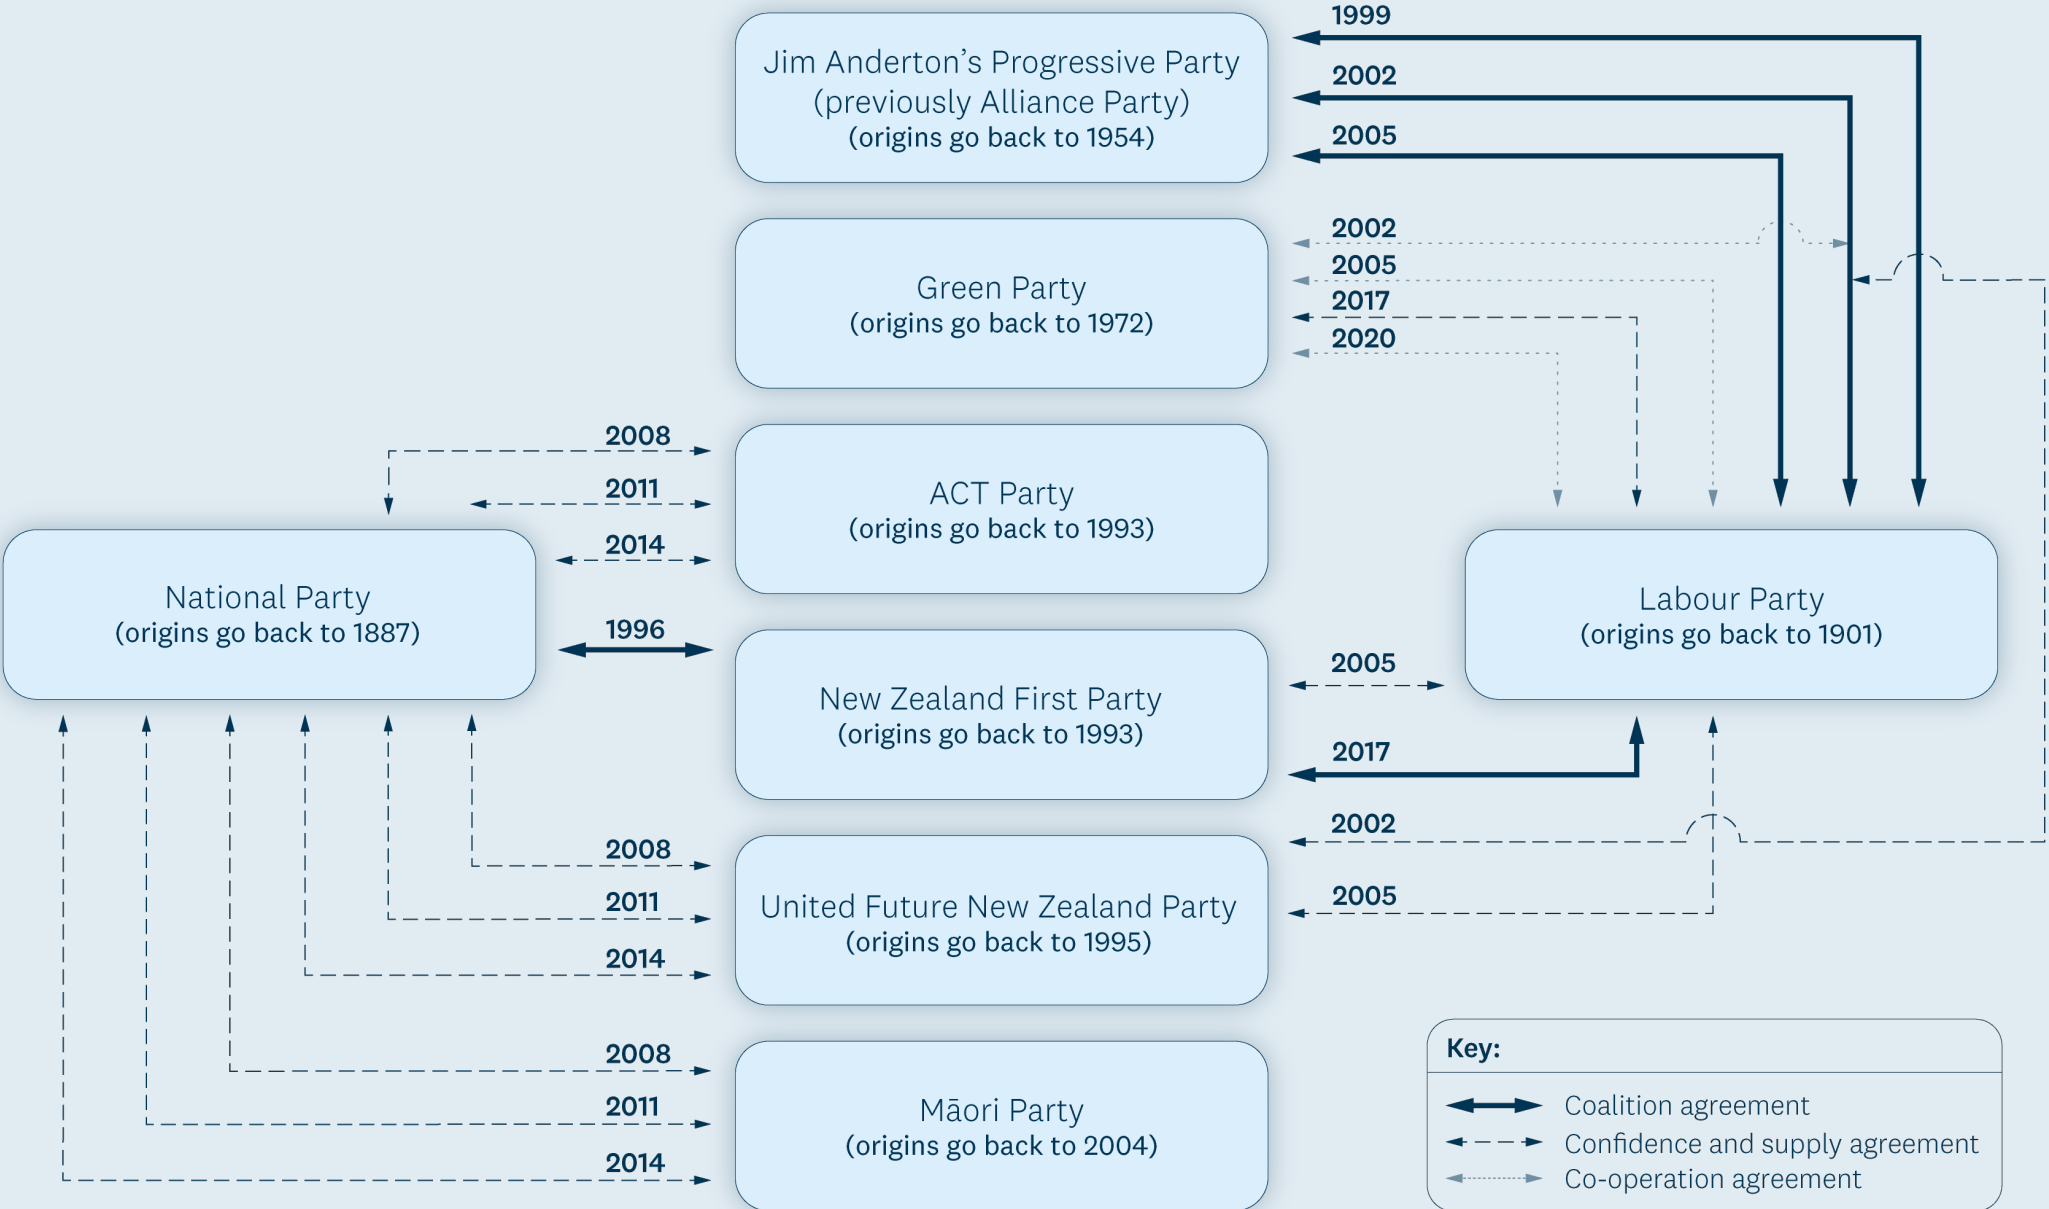 1999
2002
2005
Jim Anderton’s Progressive Party
(previously Alliance Party)
(origins go back to 1954)
2002
2005
2017
2020
Green Party
(origins go back to 1972)
2008
2011
2014
ACT Party
(origins go back to 1993)
National Party
(origins go back to 1887)
1996
New Zealand First Party
(origins go back to 1993)
Labour Party
(origins go back to 1901)
2005
2017
2008
2011
2014
United Future New Zealand Party
(origins go back to 1995)
2002
2005
2008
2011
2014
Māori Party
(origins go back to 2004)
Key:
Coalition agreement
Confidence and supply agreement
Co-operation agreement